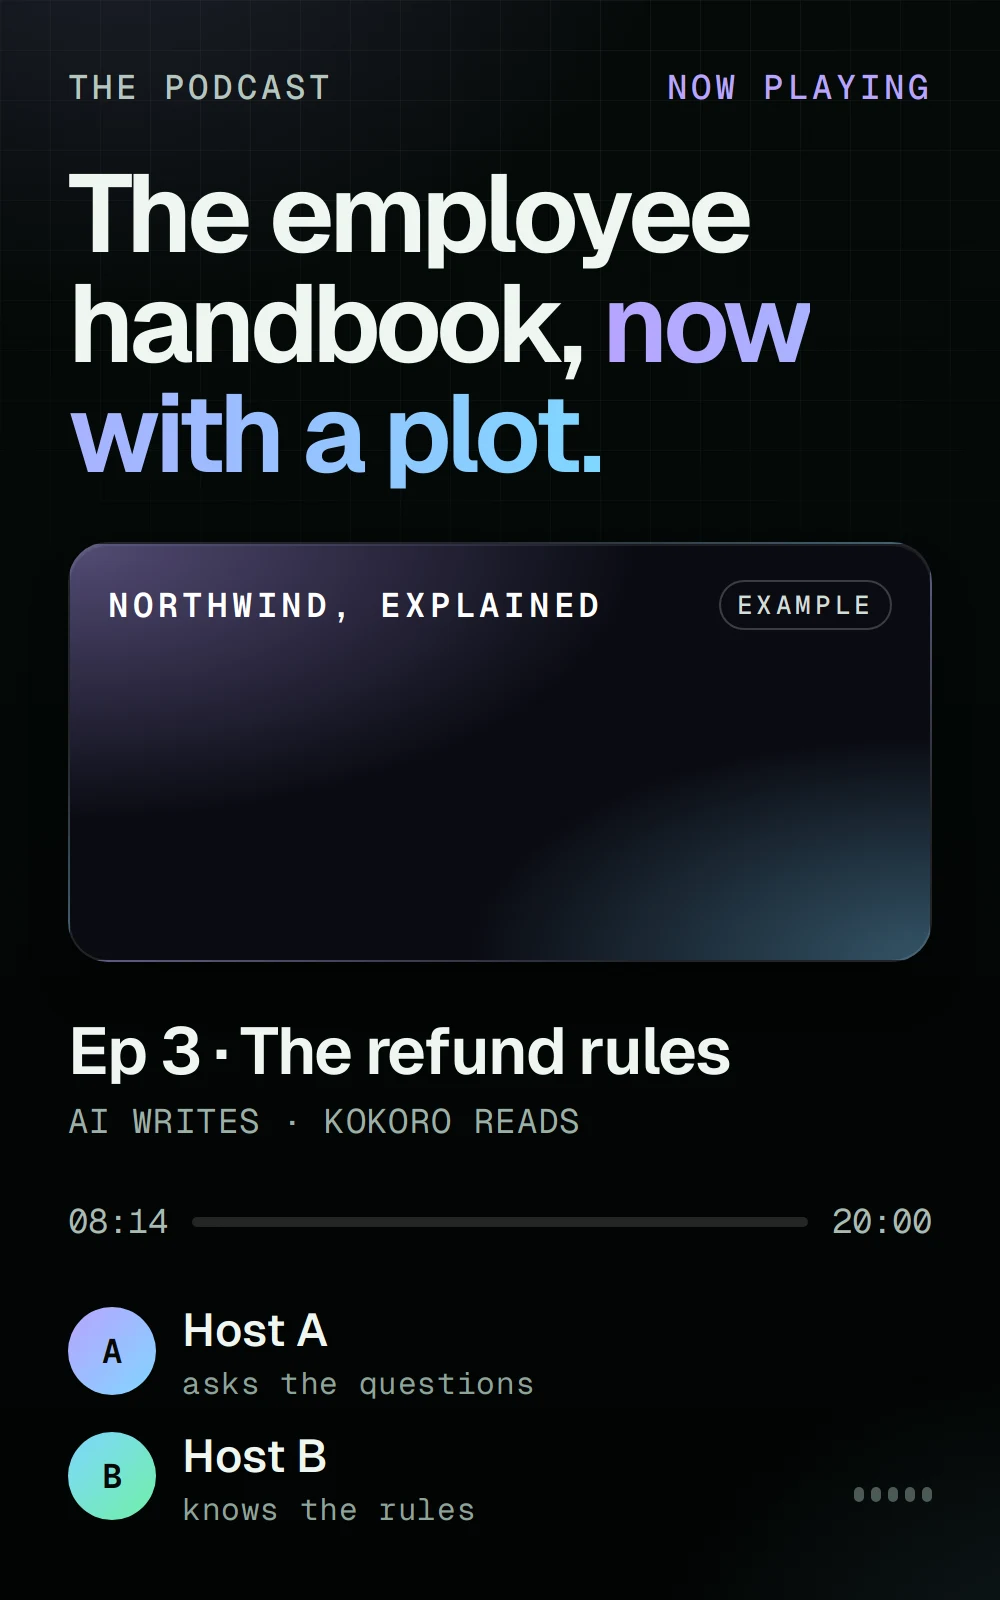 THE PODCAST
NOW PLAYING
The employee
handbook, now
with a plot.
NORTHWIND, EXPLAINED
EXAMPLE
Ep 3 · The refund rules
AI WRITES · KOKORO READS
08:14
20:00
A
Host A
asks the questions
B
Host B
knows the rules